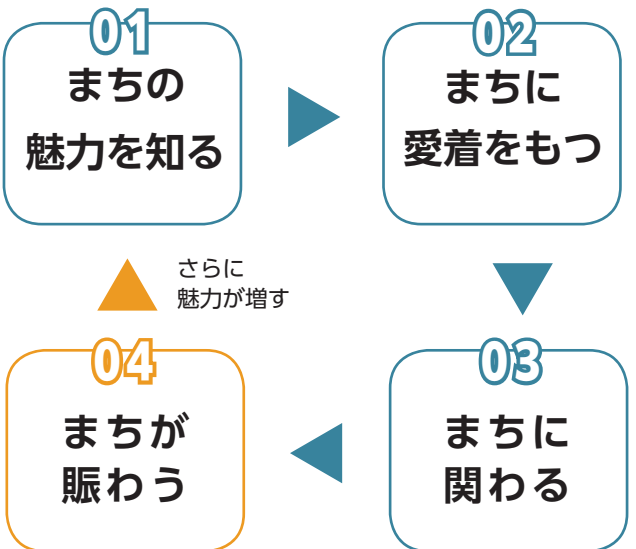 01
まちの
魅力を知る
02
まちに
愛着をもつ
03
まちに
関わる
04
まちが
賑わう
さらに
魅力が増す